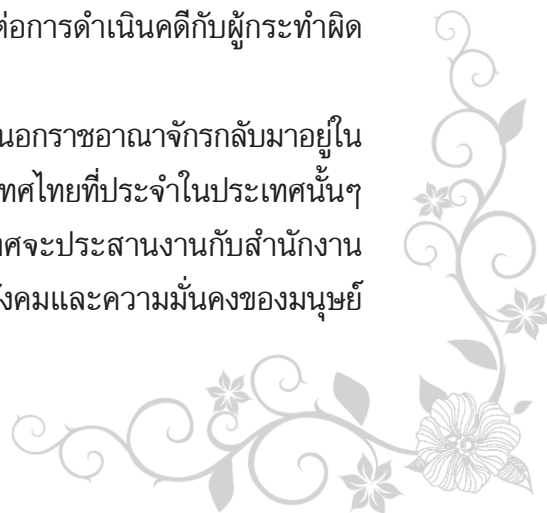 ต่อการดำเนินคดีกับผู้กระทำผิด
นอกราชอาณาจักรกลับมาอยู่ใน
ทศไทยที่ประจำในประเทศนั้นๆ
ทศจะประสานงานกับสำนักงาน
ังคมและความมั่นคงของมนุษย์